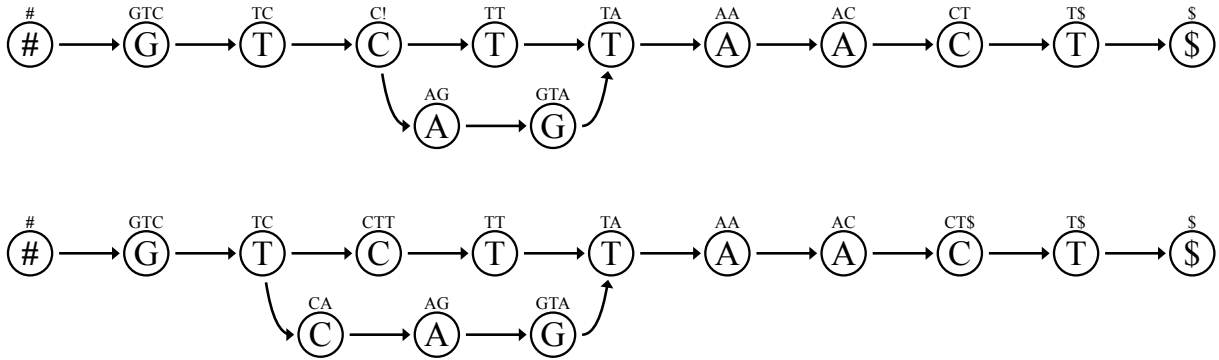 # GTC TC C! TT TA AA AC CT T$ $
# G T C T T A A C T $
AG GTA
A G
# GTC TC CTT TT TA AA AC CT$ T$ $
# G T C T T A A C T $
CA AG GTA
C A G